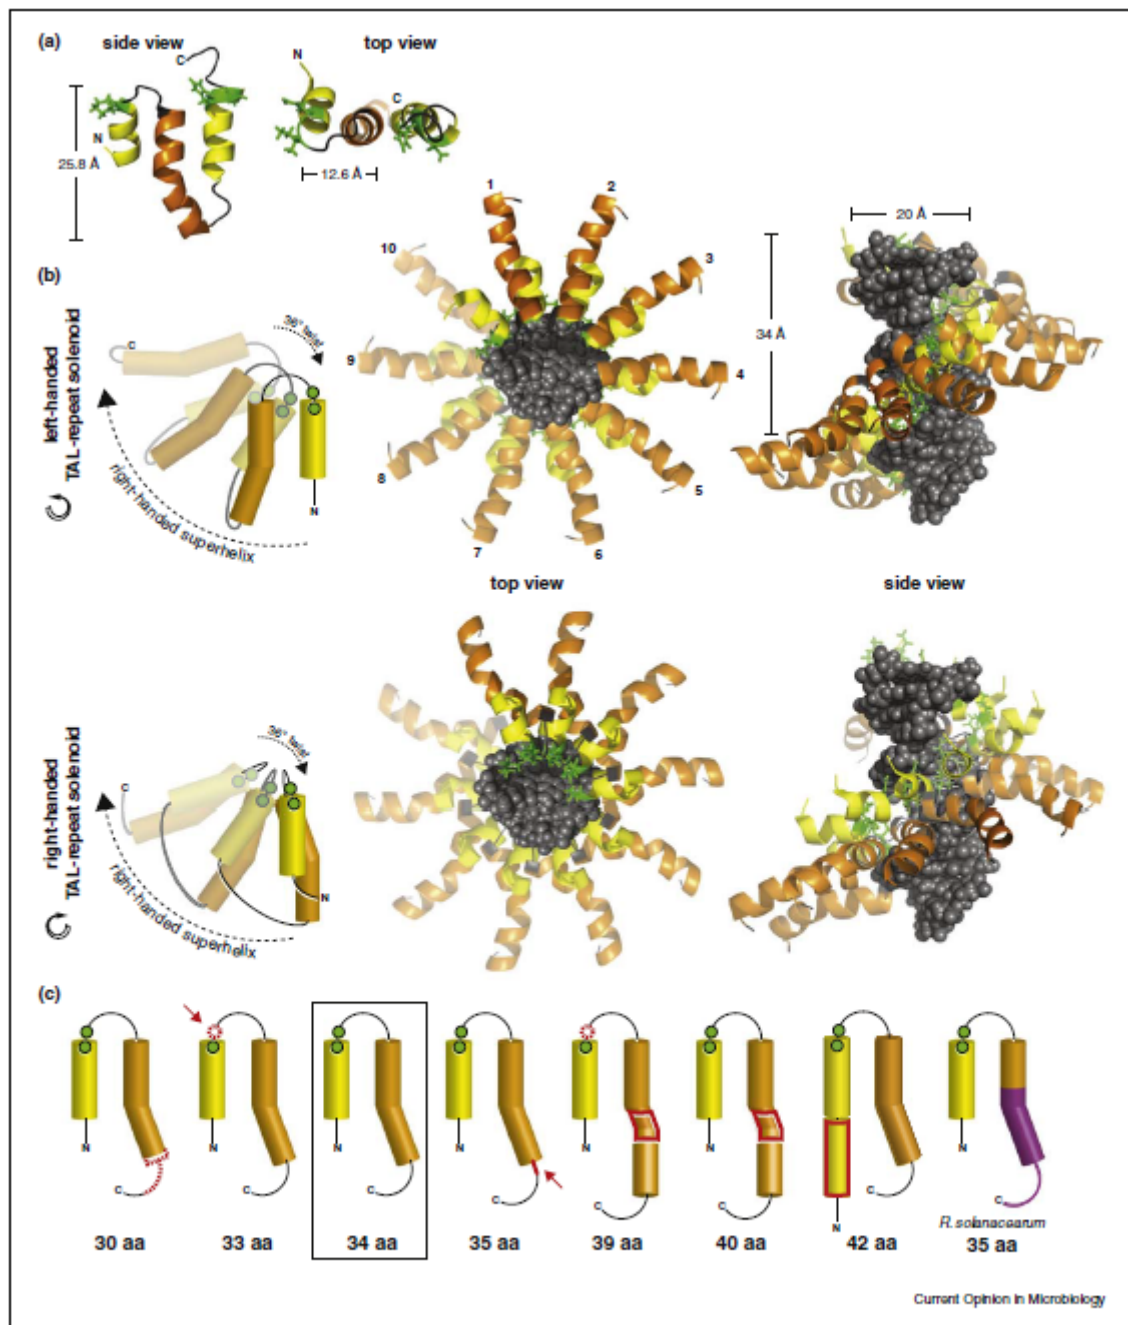 (a)
side view
top view
C
N
25.8 Å
N
C
12.6 Å
(b)
left-handed
TAL-repeat solenoid
C
36° twist
N
right-handed superhelix
1
2
3
4
5
6
7
8
9
10
20 Å
34 Å
top view
side view
right-handed
TAL-repeat solenoid
C
36° twist
N
right-handed superhelix
(c)
N
C
30 aa
N
C
33 aa
N
C
34 aa
N
C
35 aa
N
C
39 aa
N
C
40 aa
N
C
42 aa
N
C
R. solanacearum
35 aa
Current Opinion in Microbiology